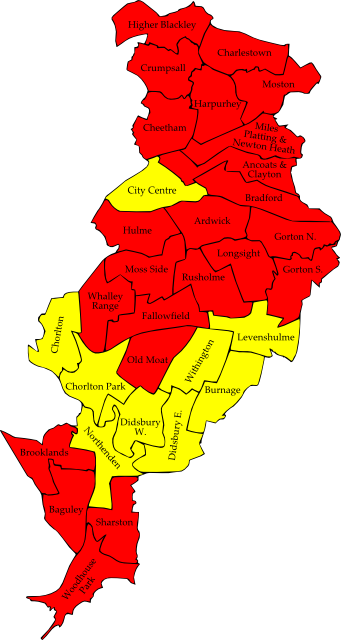 Higher Blackley
Charlestown
Crumpsall
Moston
Harpurhey
Cheetham
Miles
Platting &
Newton Heath
Ancoats &
Clayton
City Centre
Bradford
Ardwick
Hulme
Gorton N.
Longsight
Moss Side
Rusholme
Gorton S.
Whalley
Range
Fallowfield
Chorlton
Levenshulme
Withington
Old Moat
Chorlton Park
Burnage
Didsbury
W.
Didsbury E.
Northenden
Brooklands
Baguley
Sharston
Woodhouse
Park